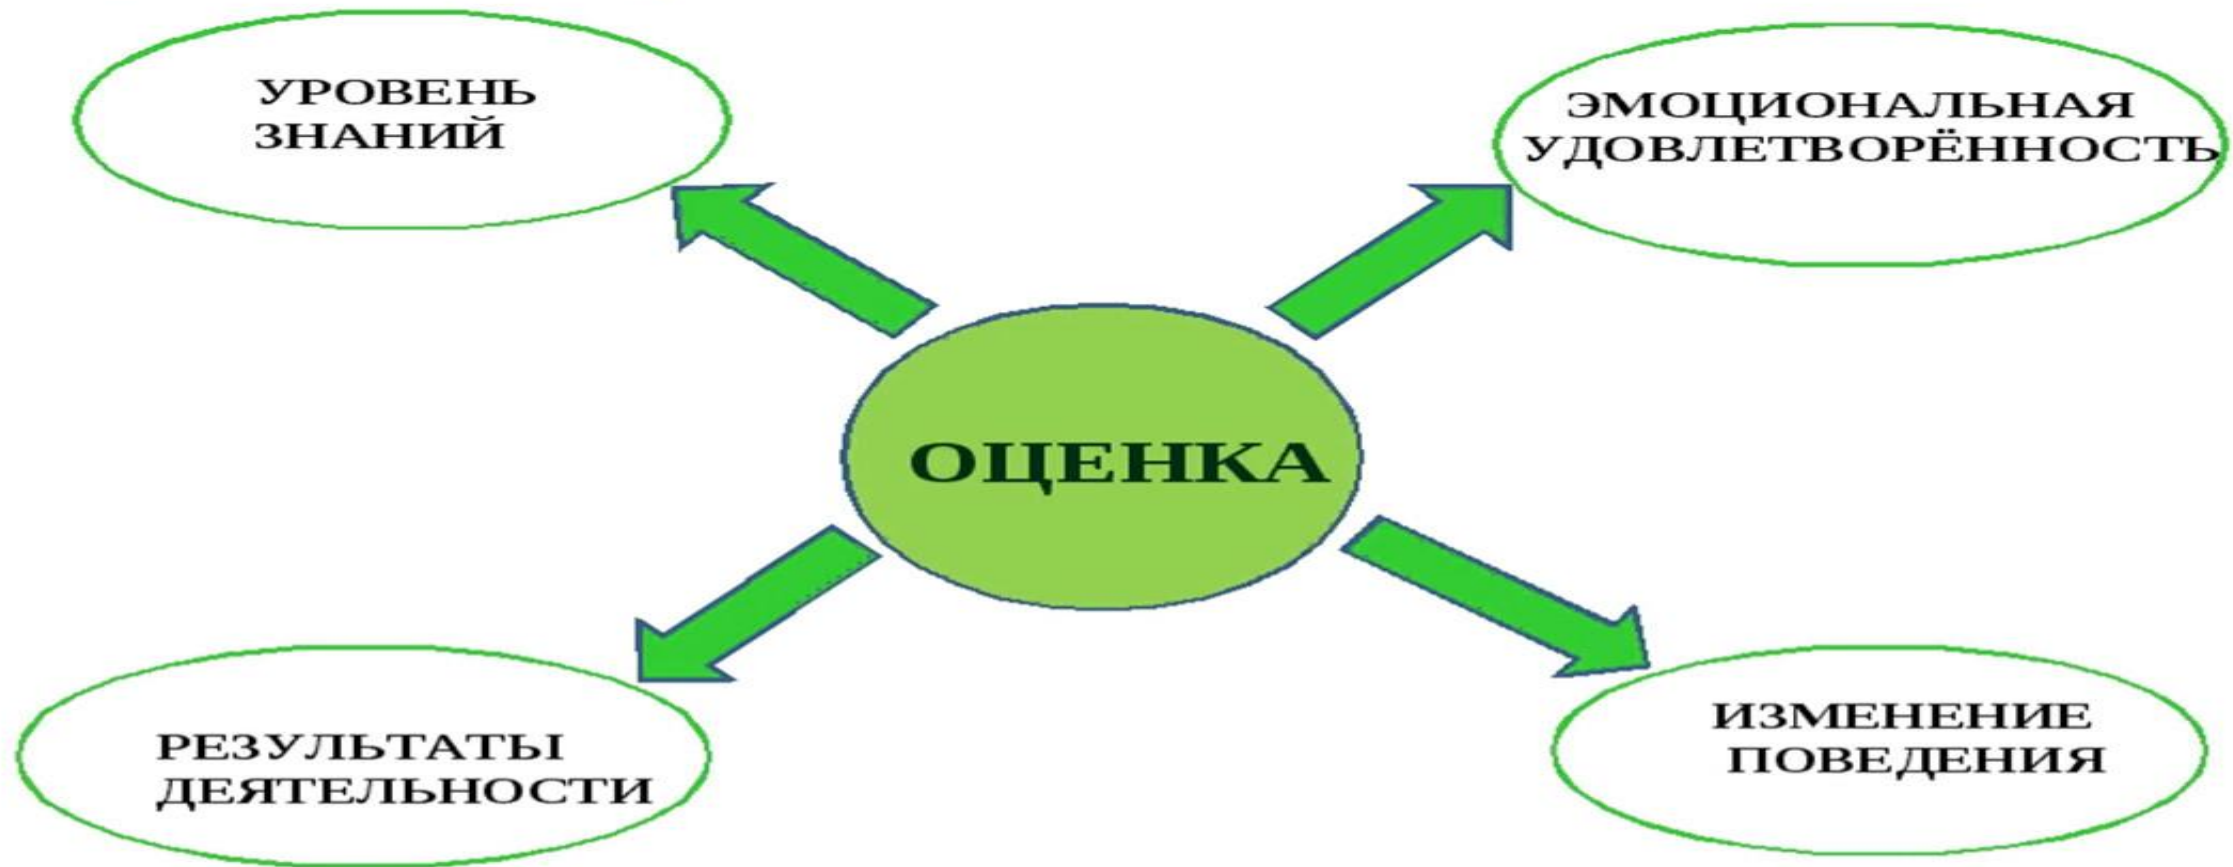 УРОВЕНЬ
ЗНАНИЙ
ЭМОЦИОНАЛЬНАЯ
УДОВЛЕТВОРЁННОСТЬ
ОЦЕНКА
РЕЗУЛЬТАТЫ
ДЕЯТЕЛЬНОСТИ
ИЗМЕНЕНИЕ
ПОВЕДЕНИЯ